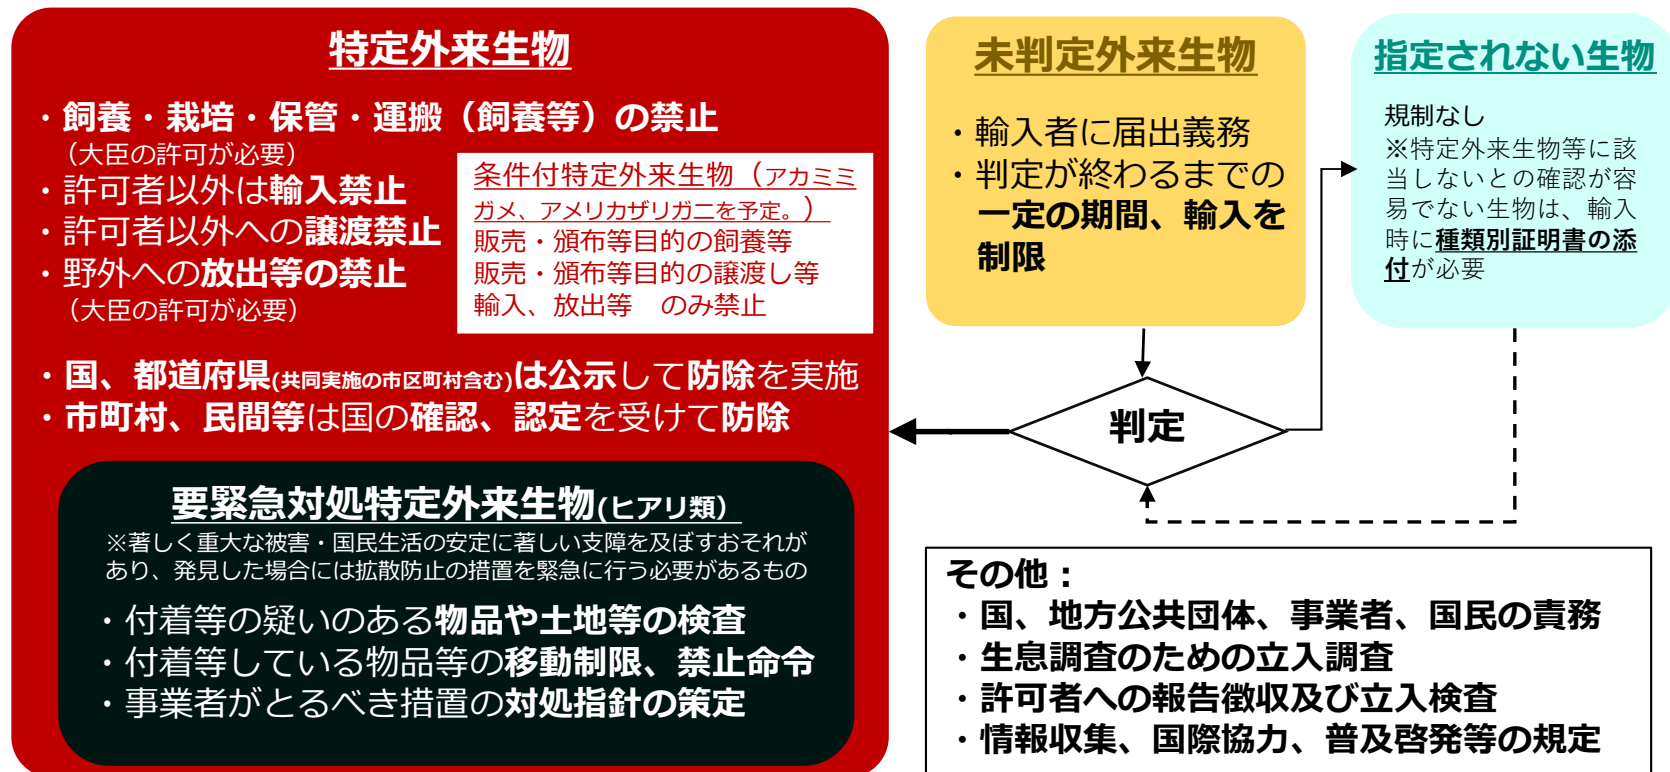 特定外来生物
・飼養・栽培・保管・運搬（飼養等）の禁止
（大臣の許可が必要）
・許可者以外は輸入禁止
・許可者以外への譲渡禁止
・野外への放出等の禁止
（大臣の許可が必要）
条件付特定外来生物（アカミミ
ガメ、アメリカザリガニを予定。）
販売・頒布等目的の飼養等
販売・頒布等目的の譲渡し等
輸入、放出等　のみ禁止
・国、都道府県(共同実施の市区町村含む)は公示して防除を実施
・市町村、民間等は国の確認、認定を受けて防除
要緊急対処特定外来生物(ヒアリ類）
※著しく重大な被害・国民生活の安定に著しい支障を及ぼすおそれが
あり、発見した場合には拡散防止の措置を緊急に行う必要があるもの
・付着等の疑いのある物品や土地等の検査
・付着等している物品等の移動制限、禁止命令
・事業者がとるべき措置の対処指針の策定
未判定外来生物
・輸入者に届出義務
・判定が終わるまでの
一定の期間、輸入を
制限
指定されない生物
規制なし
※特定外来生物等に該
当しないとの確認が容
易でない生物は、輸入
時に種類別証明書の添
付が必要
判定
その他：
・国、地方公共団体、事業者、国民の責務
・生息調査のための立入調査
・許可者への報告徴収及び立入検査
・情報収集、国際協力、普及啓発等の規定